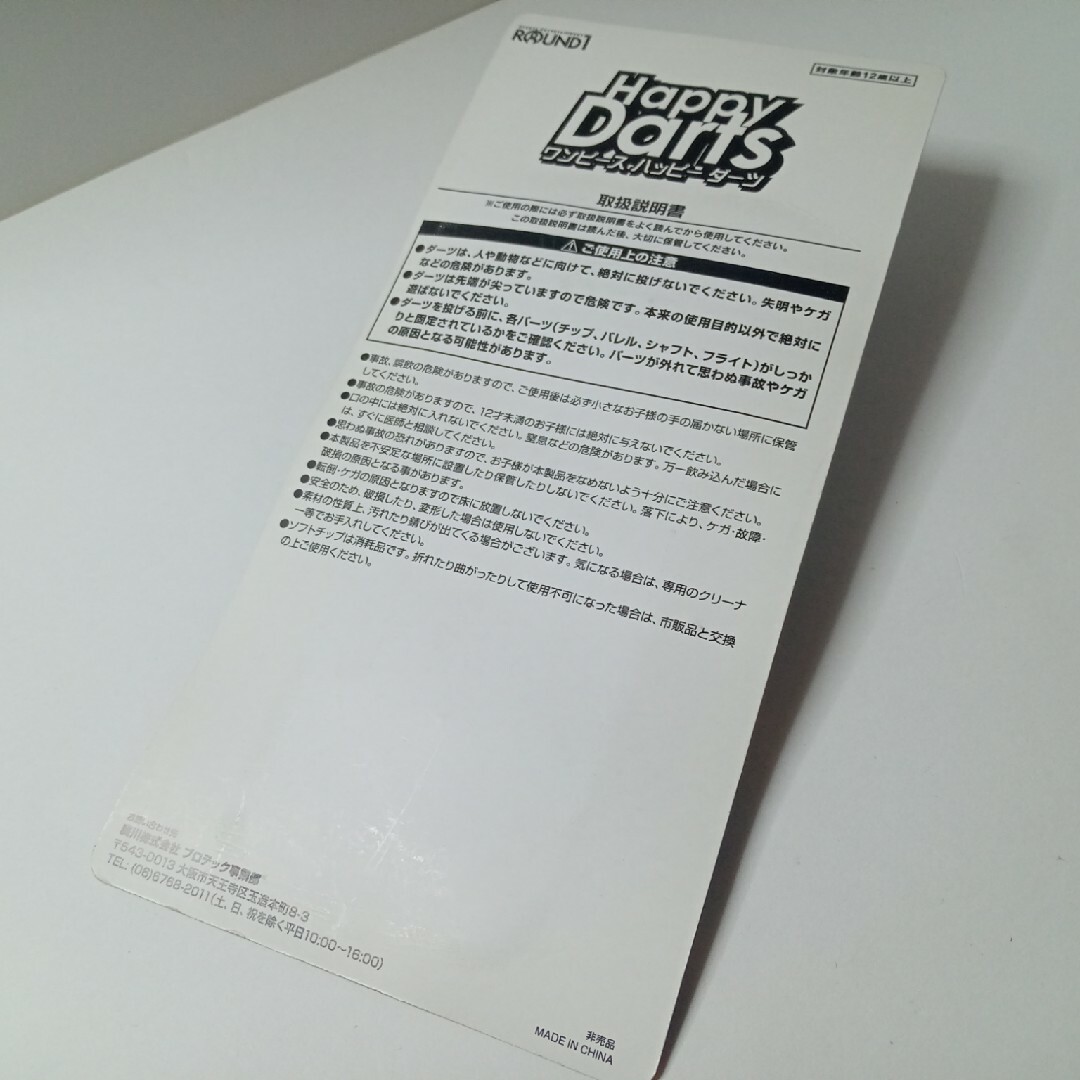 ROUND1
対象年齢12歳以上
Happy
Darts
ワンピース・ハッピーダーツ
取扱説明書
※ご使用の際には必ず取扱説明書をよく読んでから使用してください。
この取扱説明書は読んだ後、大切に保管してください。
ご使用上の注意
●ダーツは、人や動物などに向けて、絶対に投げないでください。失明やケガ
などの危険があります。
●ダーツは先端が尖っていますので危険です。本来の使用目的以外で絶対に
遊ばないでください。
●ダーツを投げる前に、各パーツ(チップ、バレル、シャフト、フライト)がしっか
りと固定されているかをご確認ください。パーツが外れて思わぬ事故やケガ
の原因となる可能性があります。
●事故、誤飲の危険がありますので、ご使用後は必ず小さなお子様の手の届かない場所に保管
してください。
●事故の危険がありますので、12才未満のお子様には絶対に与えないでください。
●口の中には絶対に入れないでください。窒息などの危険があります。万一飲み込んだ場合に
は、すぐに医師と相談してください。
●思わぬ事故の恐れがありますので、お子様が本製品をなめないよう十分にご注意ください。
●本製品を不安定な場所に設置したり保管したりしないでください。落下により、ケガ・故障・
破損の原因となる事があります。
●転倒・ケガの原因となりますので床に放置しないでください。
●安全のため、破損したり、変形した場合は使用しないでください。
●素材の性質上、汚れたり錆びが出てくる場合がございます。気になる場合は、専用のクリーナ
ー等でお手入れしてください。
●ソフトチップは消耗品です。折れたり曲がったりして使用不可になった場合は、市販品と交換
の上ご使用ください。
お問い合わせ先
株式会社 プロテック事業部
〒543-0013 大阪市天王寺区玉造本町8-3
TEL: (06)6768-2011(土、日、祝を除く平日10:00〜16:00)
非売品
MADE IN CHINA